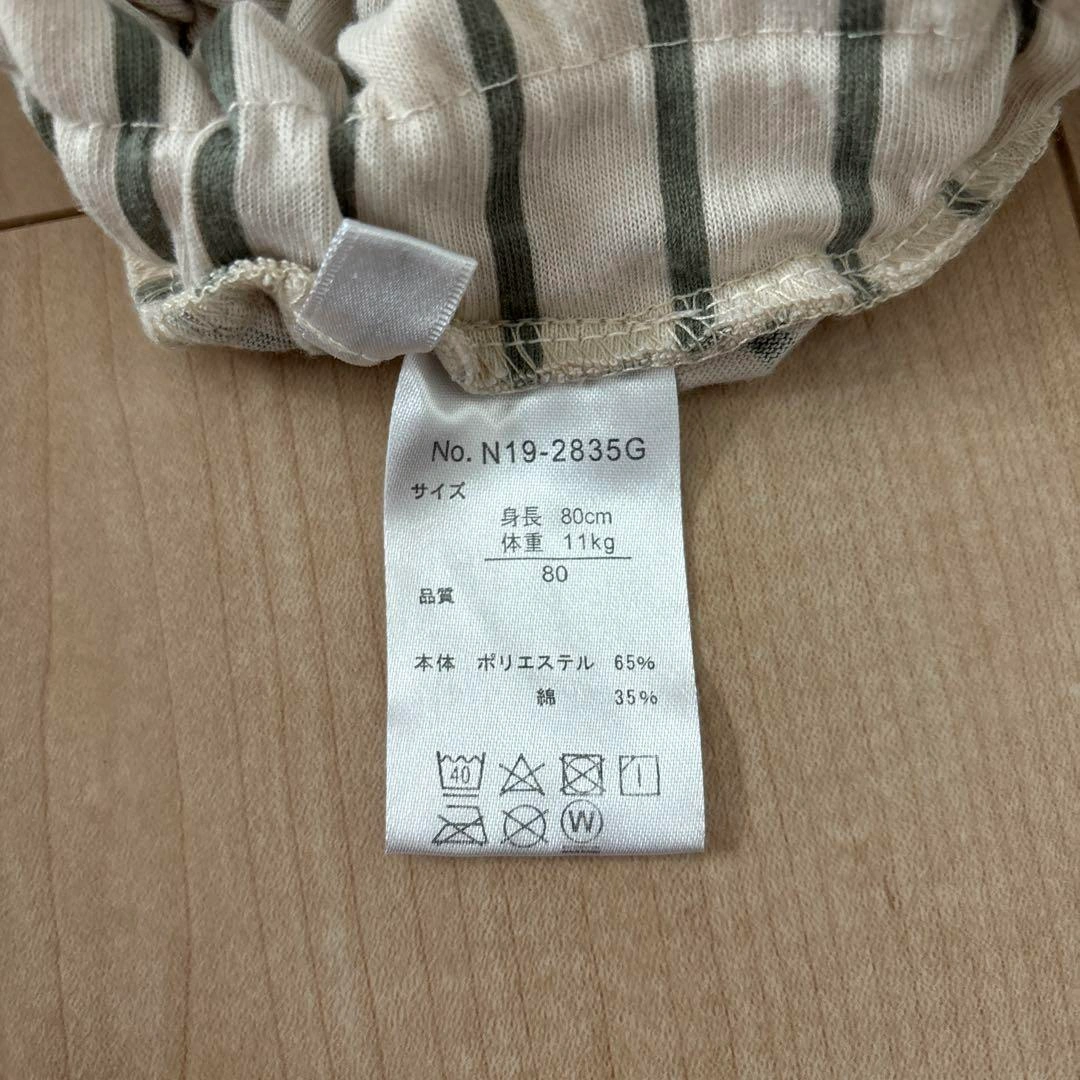 No. N19-2835G
サイズ
身長 80cm
体重 11kg
80
品質
本体 ポリエステル 65%
綿 35%
40
W